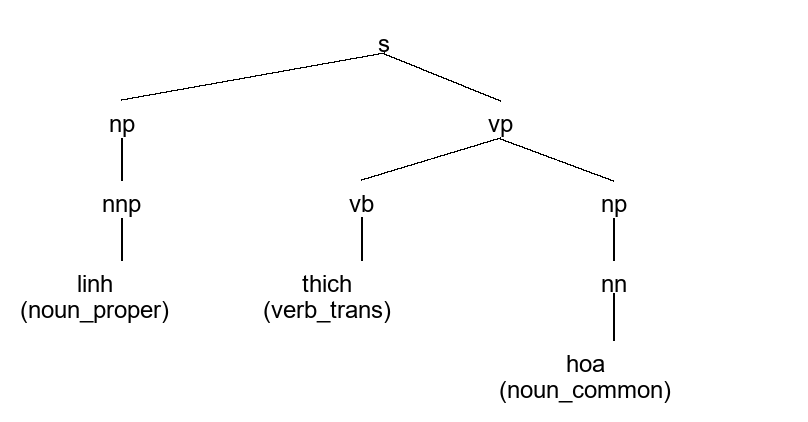 s
np vp
nnp vb np
linh thich nn
(noun_proper) (verb_trans)
hoa
(noun_common)